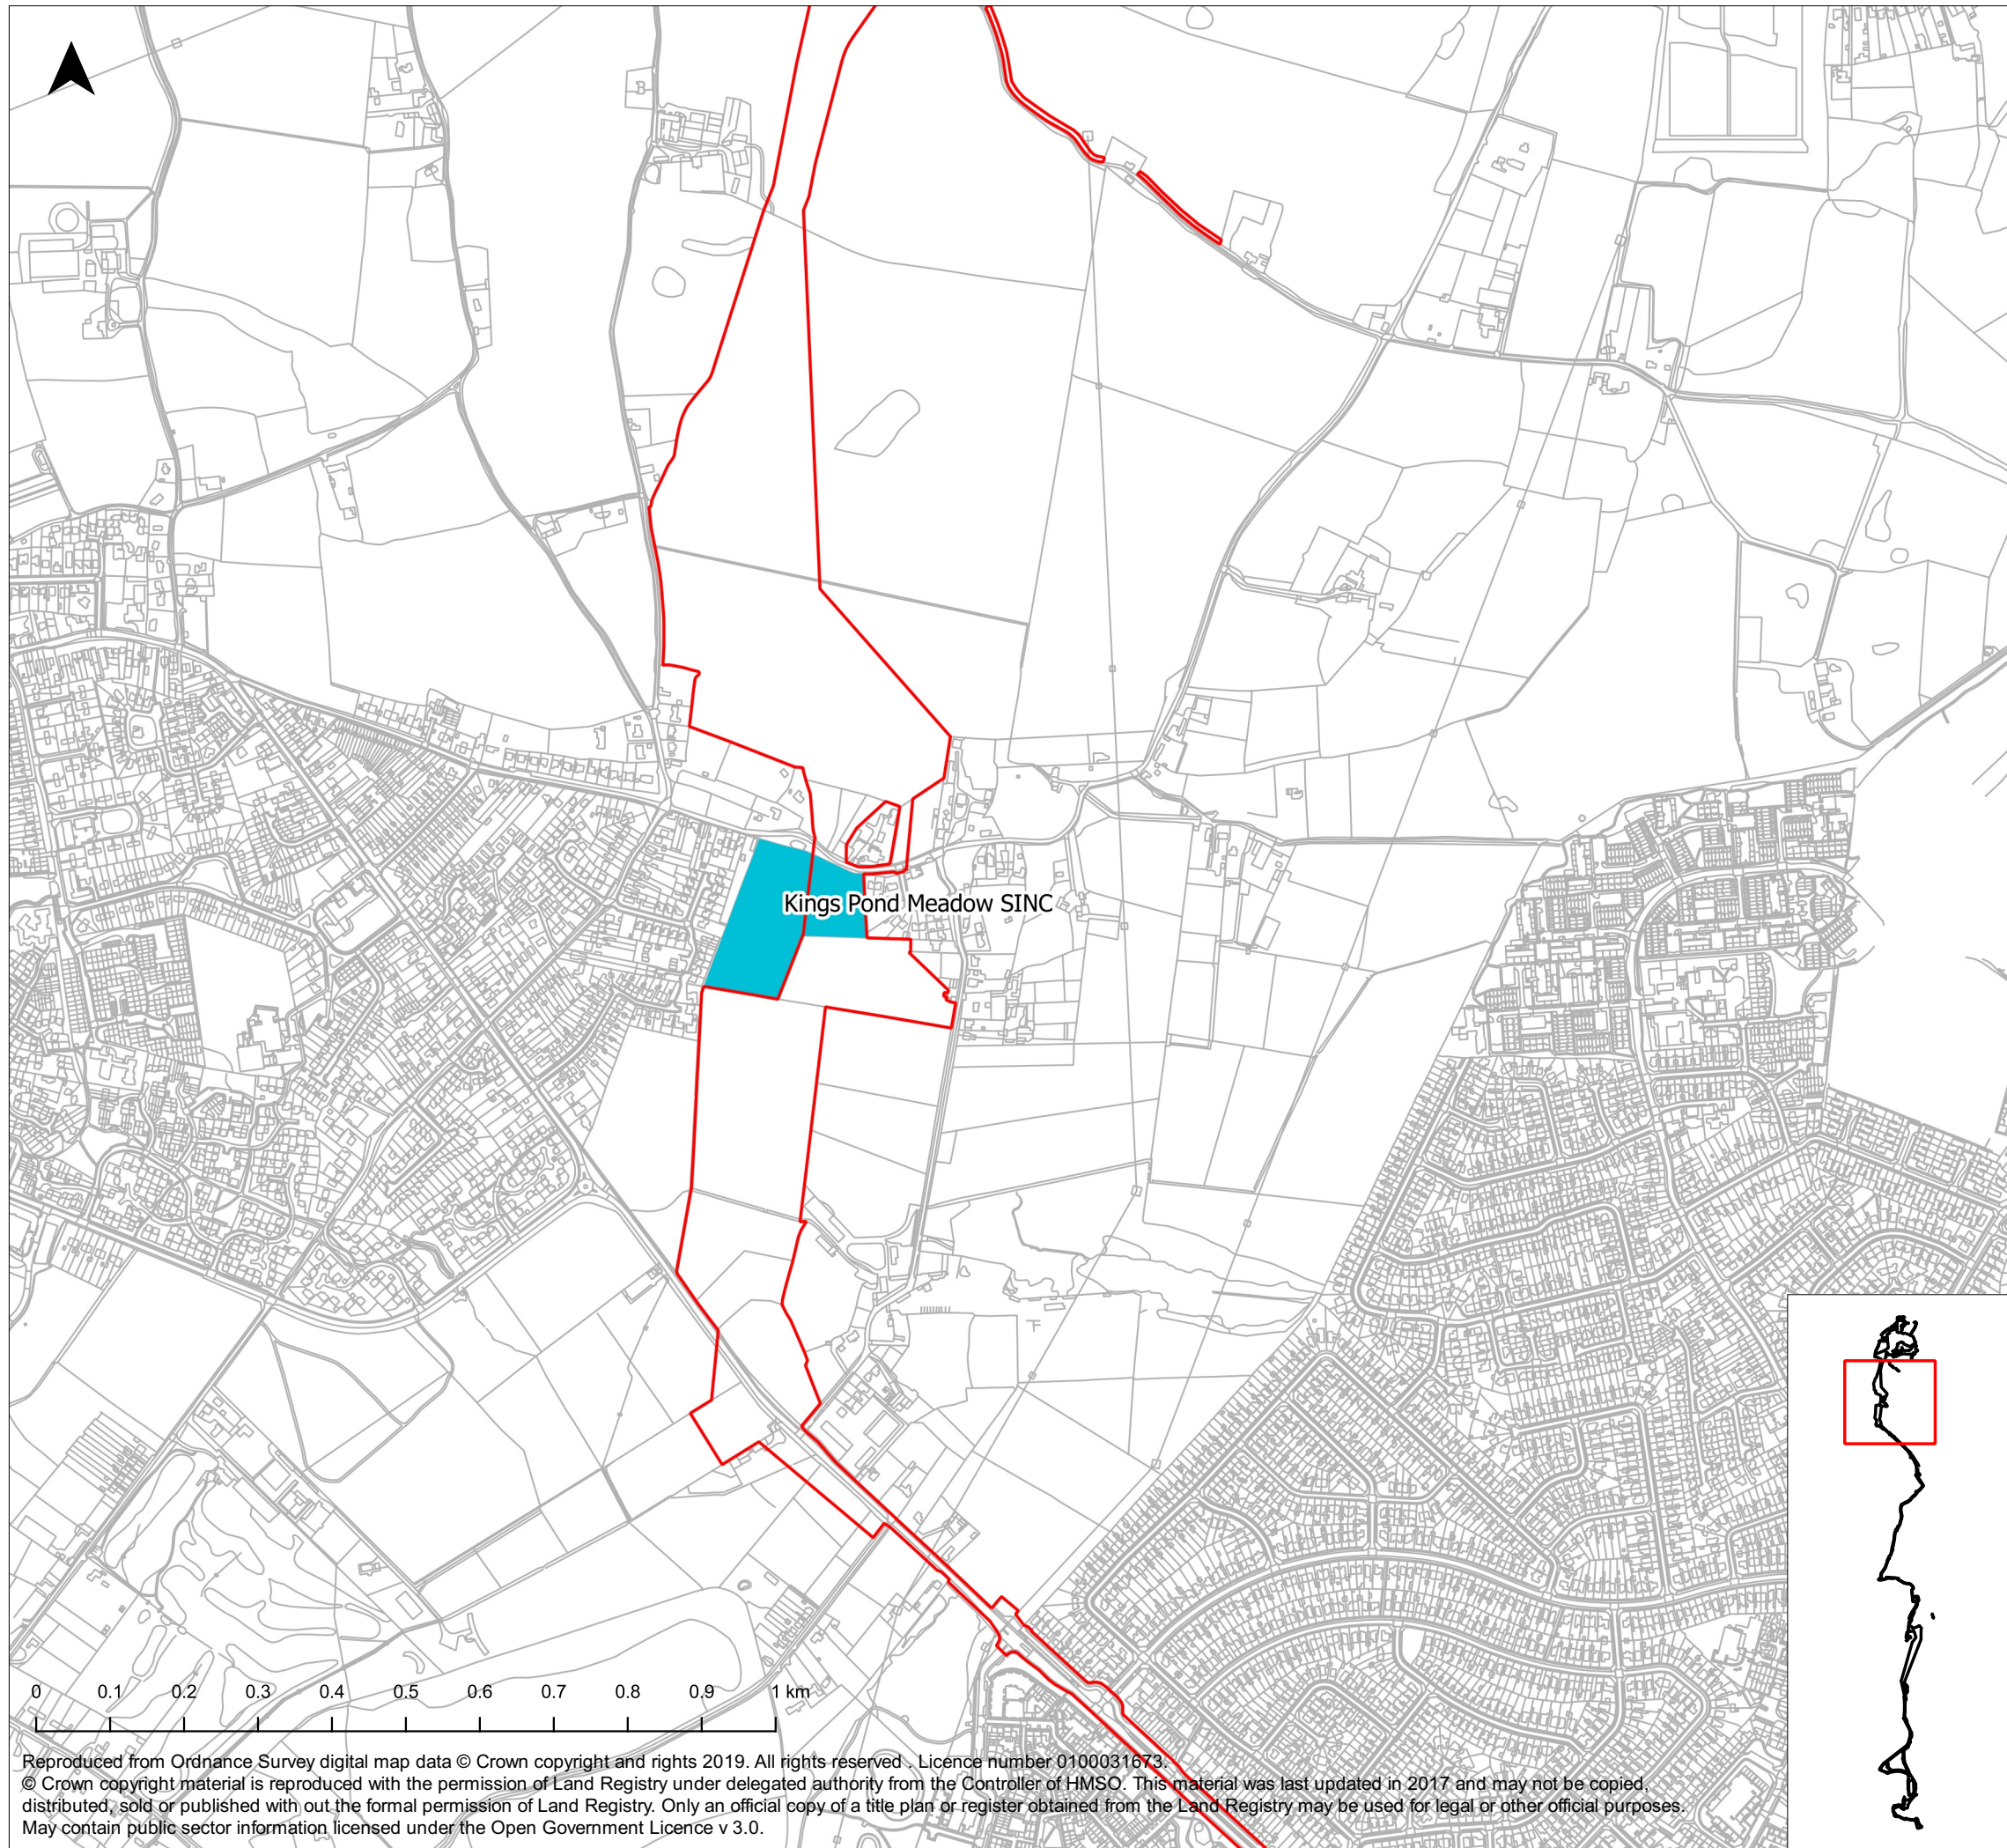 Kings Pond Meadow SINC
0 0.1 0.2 0.3 0.4 0.5 0.6 0.7 0.8 0.9 1 km
Reproduced from Ordnance Survey digital map data © Crown copyright and rights 2019. All rights reserved . Licence number 0100031673.
© Crown copyright material is reproduced with the permission of Land Registry under delegated authority from the Controller of HMSO. This material was last updated in 2017 and may not be copied,
distributed, sold or published with out the formal permission of Land Registry. Only an official copy of a title plan or register obtained from the Land Registry may be used for legal or other official purposes.
May contain public sector information licensed under the Open Government Licence v 3.0.